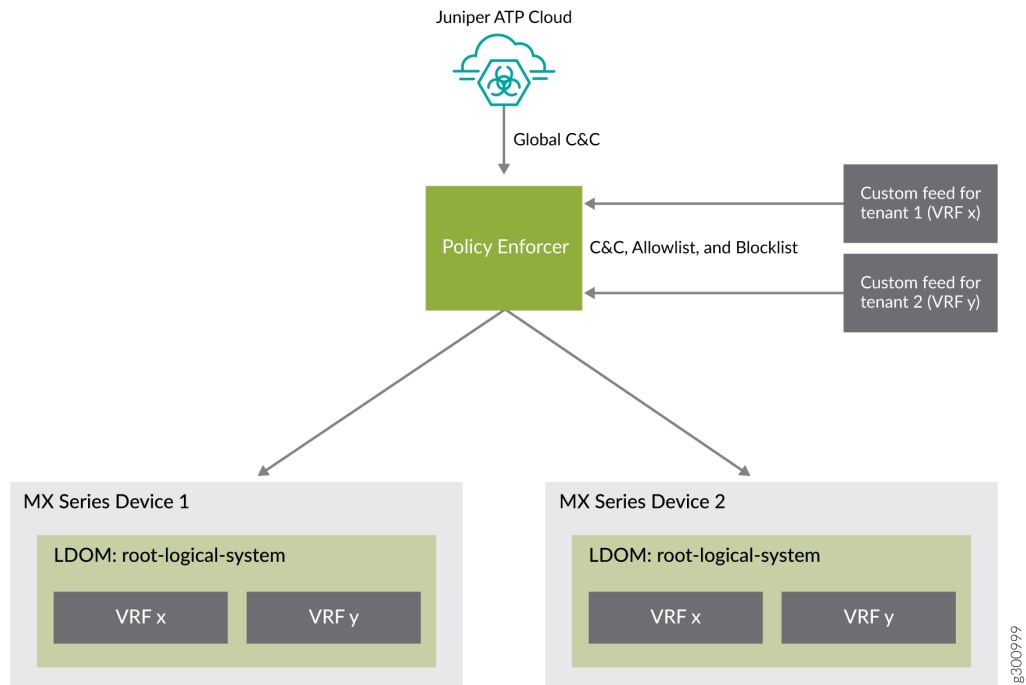 Juniper ATP Cloud
Global C&C
Custom feed for
tenant 1 (VRF x)
Policy Enforcer
C&C, Allowlist, and Blocklist
Custom feed for
tenant 2 (VRF y)
MX Series Device 1
LDOM: root-logical-system
VRF x
VRF y
MX Series Device 2
LDOM: root-logical-system
VRF x
VRF y
g300999